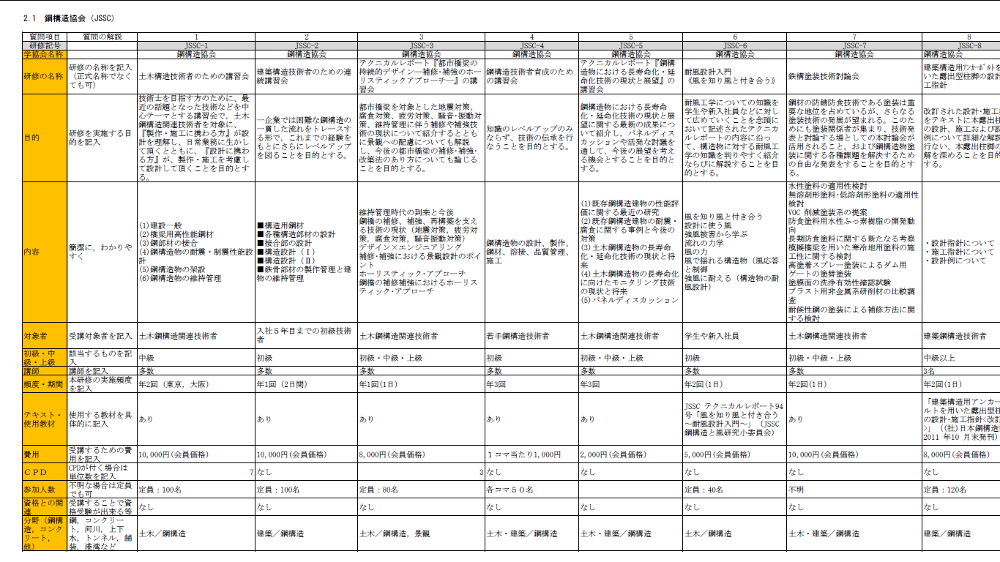 2.1 鋼構造協会（JSSC）
質問項目 質問の解説 1 2 3 4 5 6 7 8
研修記号 JSSC-1 JSSC-2 JSSC-3 JSSC-4 JSSC-5 JSSC-6 JSSC-7 JSSC-8
学協会名称 鋼構造協会 鋼構造協会 鋼構造協会 鋼構造協会 鋼構造協会 鋼構造協会 鋼構造協会 鋼構造協会
研修の名称
研修の名称を記入
（正式名称でなく
ても可）
土木構造技術者のための講習会
建築構造技術者のための連
続講習会
テクニカルレポート『都市橋梁の
持続的デザイン―補修・補強のホー
リスティックアプローチ―』の講
習会
鋼構造技術者育成のため
の講習会
テクニカルレポート『鋼構
造物における長寿命化・延
命化技術の現状と展望』の
講習会
耐風設計入門
《風を知り風と付き合う》
鉄構塗装技術討論会
建築構造用ｱﾝｶｰﾎﾞﾙﾄを
いた露出型柱脚の設計
工指針
目的
研修を実施する目
的を記入
技術士を目指す方のために、最
近の話題となった技術などを中
心テーマとする講習会で，土木
鋼構造関連技術者を対象に、
『製作・施工に携わる方』が設
計を理解し、日常業務に生かし
て頂くとともに、『設計に携わ
る方』が、製作・施工を考慮し
て設計して頂くことを目的とす
る。
一企業では困難な鋼構造の
一貫した流れをトレースす
る形で，これまでの経験を
もとにさらにレベルアップ
を図ることを目的とする。
都市橋梁を対象とした地震対策、
腐食対策、疲労対策、騒音・振動対
策、維持管理に伴う補修や補強技
術の現状について紹介するととも
に景観への配慮についても解説
し、今後の都市橋梁の補修・補強・
改築法のあり方についても論じる
ことを目的とする。
知識のレベルアップのみ
ならず、技術の伝承を行
なうことを目的とする。
鋼構造物における長寿命
化・延命化技術の現状と展
望に関する最新の成果につ
いて紹介し，パネルディス
カッションや活発な討議を
通して，今後の展望を考え
る機会とすることを目的と
する。
耐風工学についての知識を
学生や新入社員などに対し
て広めていくことを念頭に
おいて記述されたテクニカ
ルレポートの内容に沿っ
て、構造物に対する耐風工
学の知識を判りやすく紹介
ならびに解説することを目
的とする。
鋼材の防錆防食技術である塗装は重
要な地位を占めているが、さらなる
塗装技術の発展が望まれる。このた
めにも塗装関係者が集まり、技術発
表と討論する場としての本討論会が
活用されること，および鋼構造物塗
装に関する各種課題を解決するため
の自由な発表をすることを目的とす
る。
改訂された設計・施工
をテキストに本露出柱
の設計、施工および設
例について詳細な解説
行ない、本露出柱脚の
解を深めることを目的
する。
内容
簡潔に，わかりや
すく
(1)建設一般
(2)橋梁用高性能鋼材
(3)鋼部材の接合
(4)鋼構造物の耐震・制震性能設
計
(5)鋼構造物の架設
(6)鋼構造物の維持管理
■構造用鋼材
■各種構造部材の設計
■接合部の設計
■構造設計（Ⅰ）
■構造設計（Ⅱ）
■鉄骨部材の製作管理と建
物の維持管理
維持管理時代の到来と今後
鋼橋の補修、補強、再構築を支え
る技術の現状（地震対策，疲労対
策，腐食対策，騒音振動対策）
デザイン×エンジニアリング
補修・補強における景観設計のポイ
ント
ホーリスティック・アプローチ
鋼橋の補修補強におけるホーリス
ティック・アプローチ
鋼構造物の設計、製作、
鋼材、溶接、品質管理、
施工
(1)既存鋼構造建物の性能評
価に関する最近の研究
(2)既存鋼構造建物の耐震・
腐食に関する事例と今後の
対策
(3)土木鋼構造物の長寿命
化・延命化技術の現状と将
来
(4)土木鋼構造物の長寿命化
に向けたモニタリング技術
の現状と将来
(5)パネルディスカッション
風を知り風と付き合う
設計に使う風
強風被害から学ぶ
流れの力学
風の力
風で揺れる構造物（風応答
と制御
強風に耐える（構造物の耐
風設計）
水性塗料の適用性検討
無溶剤形塗料・低溶剤形塗料の適用性
検討
VOC 削減塗装系の提案
防食塗料用水性ふっ素樹脂の開発動
向
長期防食塗料に関する新たなる考察
模擬橋梁を用いた寒冷地用塗料の施
工性に関する検討
高塗着スプレー塗装によるダム用
ゲートの塗替塗装
塗膜面の洗浄有効性確認試験
ブラスト用非金属系研削材の比較調
査
耐候性鋼の塗装による補修方法に関
する検討
・設計指針について
・施工指針について
・設計例について
対象者 受講対象者を記入 土木鋼構造関連技術者
入社５年目までの初級技術
者
土木鋼構造関連技術者 若手鋼構造技術者 土木鋼構造関連技術者 学生や新入社員 土木鋼構造関連技術者 建築鋼構造技術者
初級・中
級・上級
該当するものを記
入
中級 初級 初級・中級・上級 初級 初級・中級・上級 初級 初級・中級・上級 中級以上
講師 講師を記入 多数 多数 多数 多数 多数 多数 多数 3名
頻度・期間
本研修の実施頻度
を記入
年2回（東京，大阪） 年1回（2日間） 年1回(1日) 年3回 年3回 年2回(1日) 年2回(1日) 年2回(1日)
テキスト・
使用教材
使用する教材を具
体的に記入
あり あり あり あり あり
JSSC テクニカルレポート94
号「風を知り風と付き合う
～耐風設計入門～」（JSSC
鋼構造と風研究小委員会）
あり
「建築構造用アンカー
ルトを用いた露出型柱
の設計・施工指針<改訂
>」（(社)日本鋼構造
2011 年10 月末発刊）
費用
受講するための費
用を記入
10,000円(会員価格) 10,000円(会員価格) 8,000円(会員価格) １コマ当たり1,000円 2,000円(会員価格) 5,000円(会員価格) 10,000円(会員価格) 8,000円(会員価格)
ＣＰＤ
CPDが付く場合は
単位数を記入
7 なし 3 なし なし なし なし なし
参加人数
不明な場合は定員
でも可
定員：100名 定員：100名 定員：80名 各コマ５０名 定員：40名 不明 定員：120名
資格との関
連
受講することで資
格受験が出来る等
なし なし なし なし なし なし なし なし
分野（鋼構
造，コンク
リート，
他）
鋼，コンクリー
ト，河川，上下
水，トンネル，舗
装，港湾など
土木／鋼構造 建築／鋼構造 土木／鋼構造，景観 土木・建築／鋼構造 土木・建築／鋼構造 土木／鋼構造 土木・建築／鋼構造 建築／鋼構造